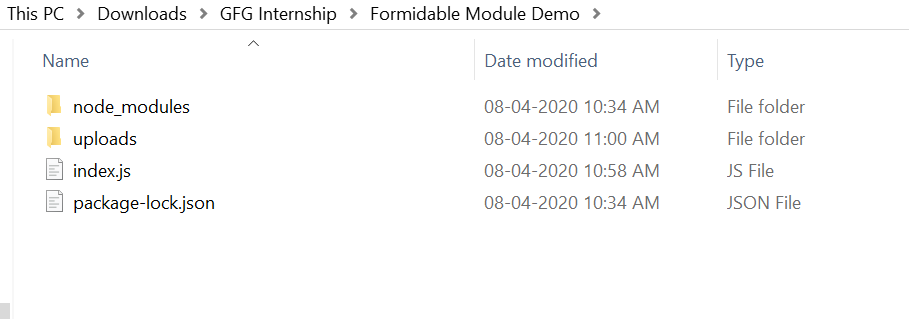 This PC > Downloads > GFG Internship > Formidable Module Demo >
Name Date modified Type
node_modules 08-04-2020 10:34 AM File folder
uploads 08-04-2020 11:00 AM File folder
index.js 08-04-2020 10:58 AM JS File
package-lock.json 08-04-2020 10:34 AM JSON File